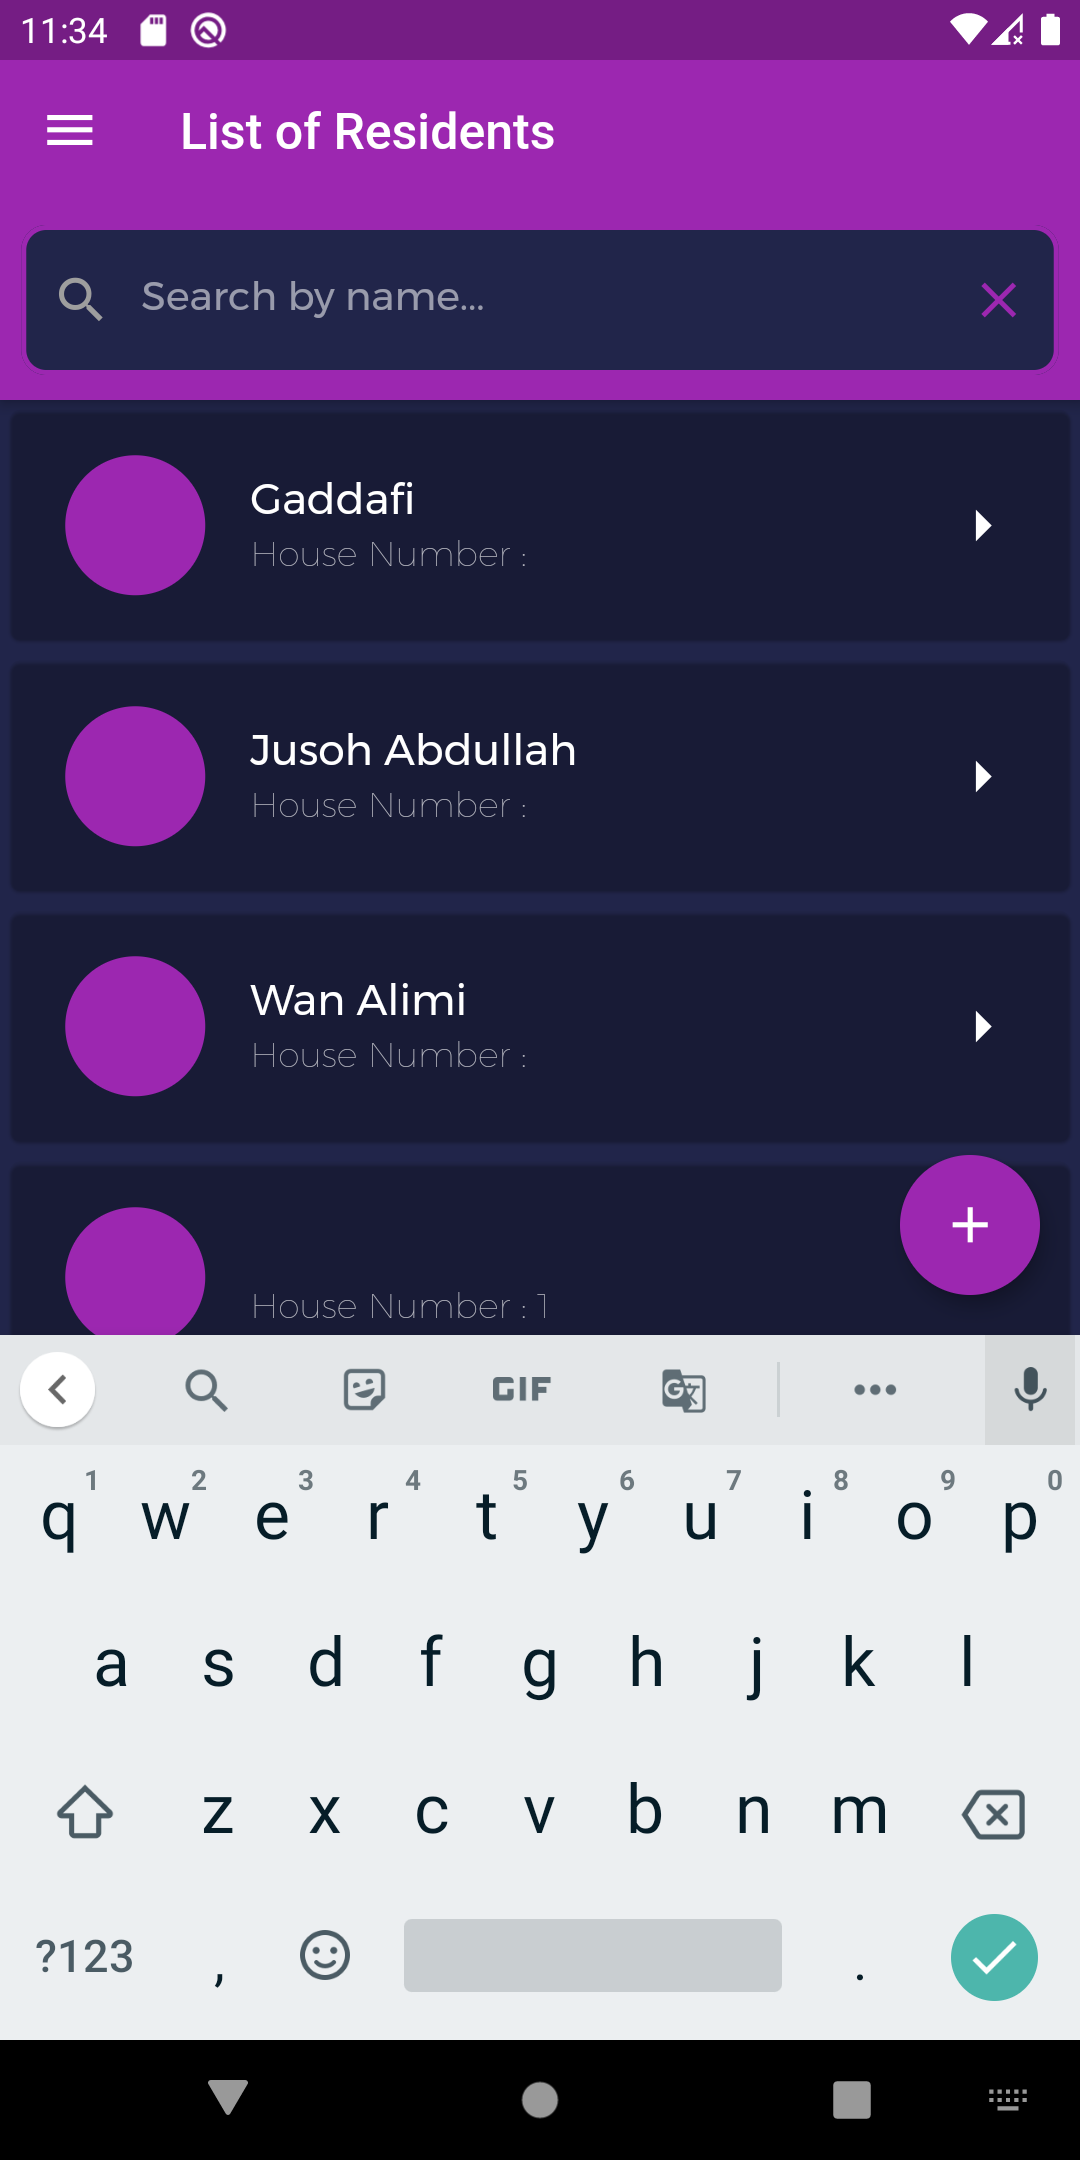 11:34
List of Residents
Search by name...
Gaddafi
House Number :
Jusoh Abdullah
House Number :
Wan Alimi
House Number :
House Number : 1
GIF
G 文
1 2 3 4 5 6 7 8 9 0
q w e r t y u i o p
a s d f g h j k l
z x c v b n m
?123 , .